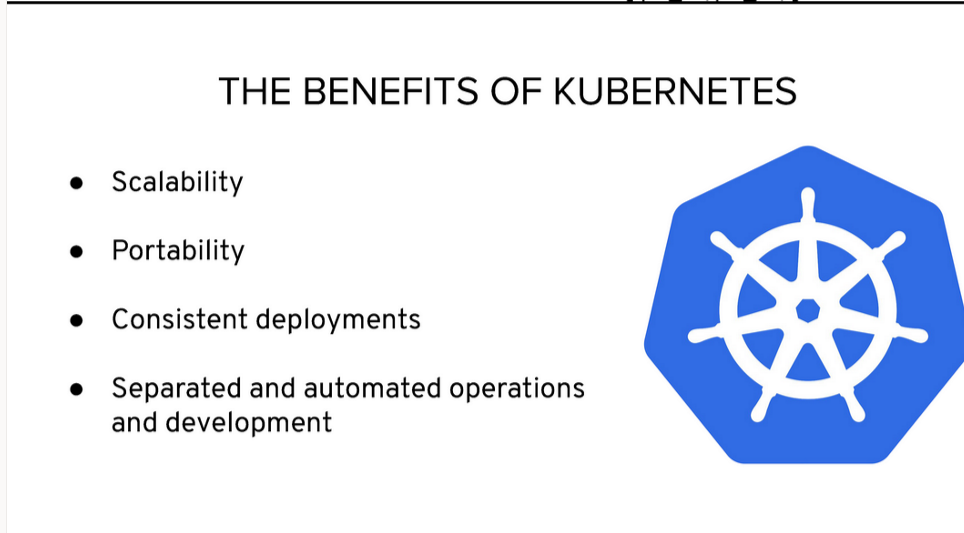 THE BENEFITS OF KUBERNETES
● Scalability
● Portability
● Consistent deployments
● Separated and automated operations
and development